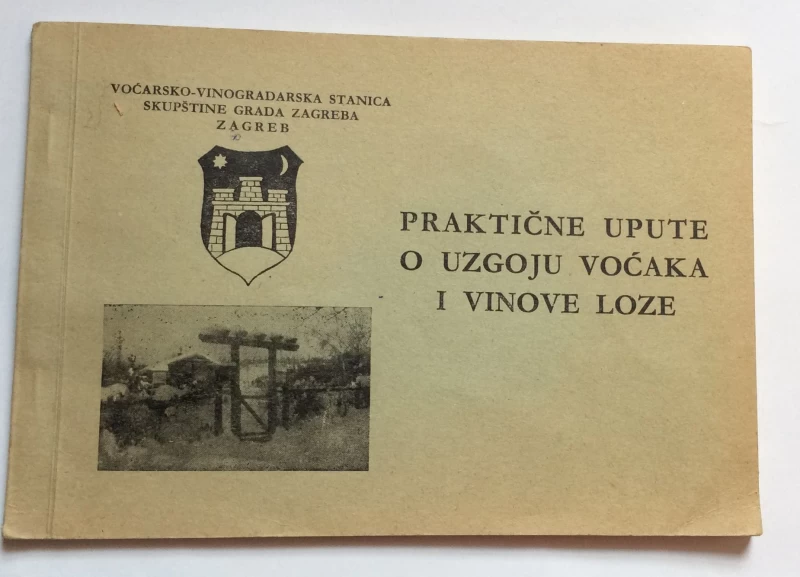 VOĆARSKO-VINOGRADARSKA STANICA
SKUPŠTINE GRADA ZAGREBA
ZAGREB
PRAKTIČNE UPUTE
O UZGOJU VOĆAKA
I VINOVE LOZE